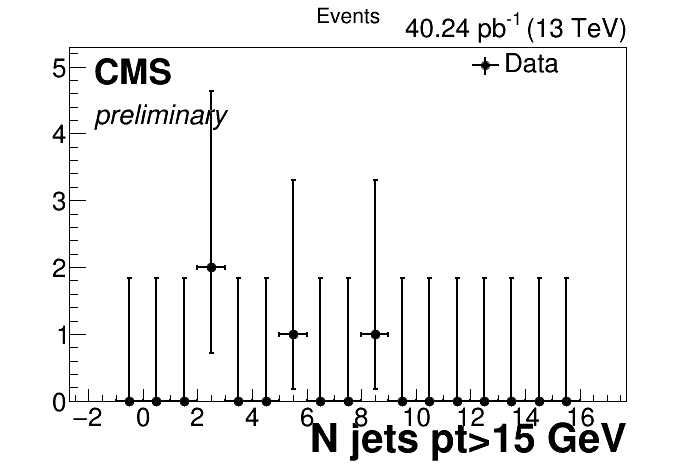 Events
40.24 pb-1 (13 TeV)
CMS
preliminary
Data
5
4
3
2
1
0
−2 0 2 4 6 8 10 12 14 16
N jets pt>15 GeV